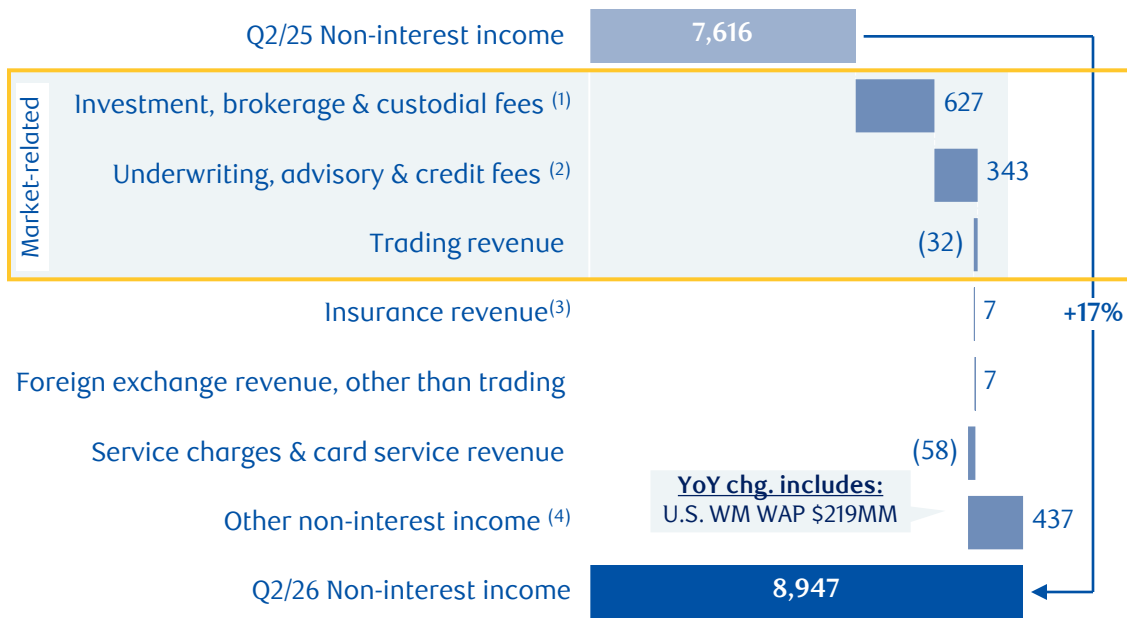 Q2/25 Non-interest income 7,616
Market-related
Investment, brokerage & custodial fees (1) 627
Underwriting, advisory & credit fees (2) 343
Trading revenue (32)
Insurance revenue(3) 7
+17%
Foreign exchange revenue, other than trading 7
Service charges & card service revenue (58)
YoY chg. includes:
U.S. WM WAP $219MM
Other non-interest income (4) 437
Q2/26 Non-interest income 8,947